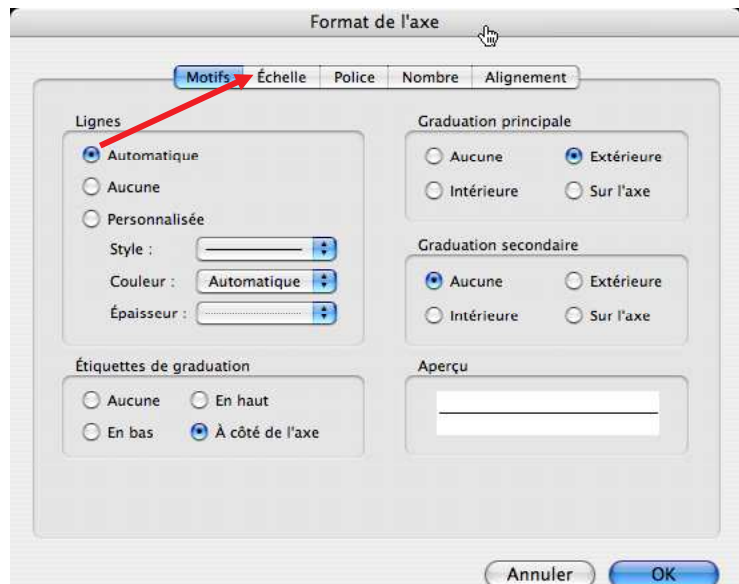 Format de l'axe
Motifs Échelle Police Nombre Alignement
Lignes
Automatique
Aucune
Personnalisée
Style :
Couleur : Automatique
Épaisseur :
Étiquettes de graduation
Aucune En haut
En bas À côté de l'axe
Graduation principale
Aucune Extérieure
Intérieure Sur l'axe
Graduation secondaire
Aucune Extérieure
Intérieure Sur l'axe
Aperçu
Annuler OK